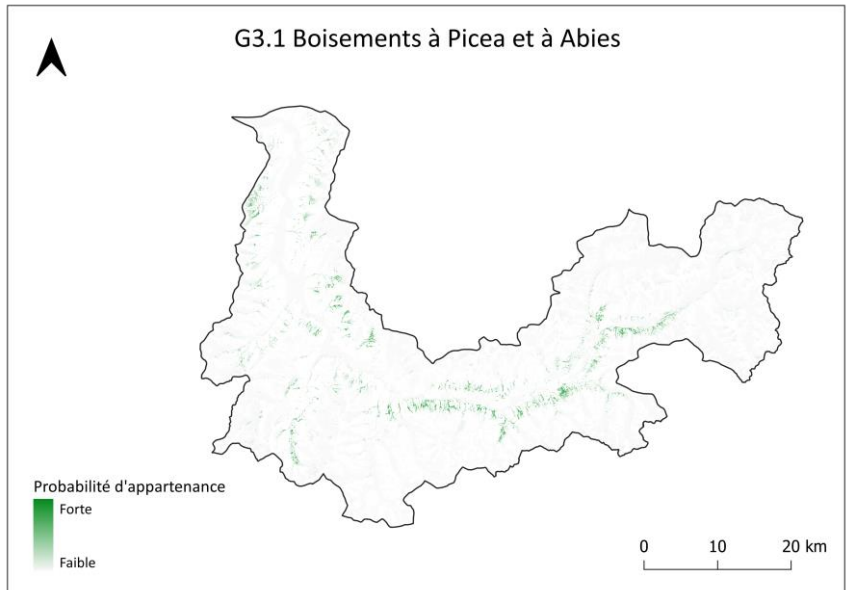 G3.1 Boisements à Picea et à Abies
Probabilité d'appartenance
Forte
Faible
0 10 20 km